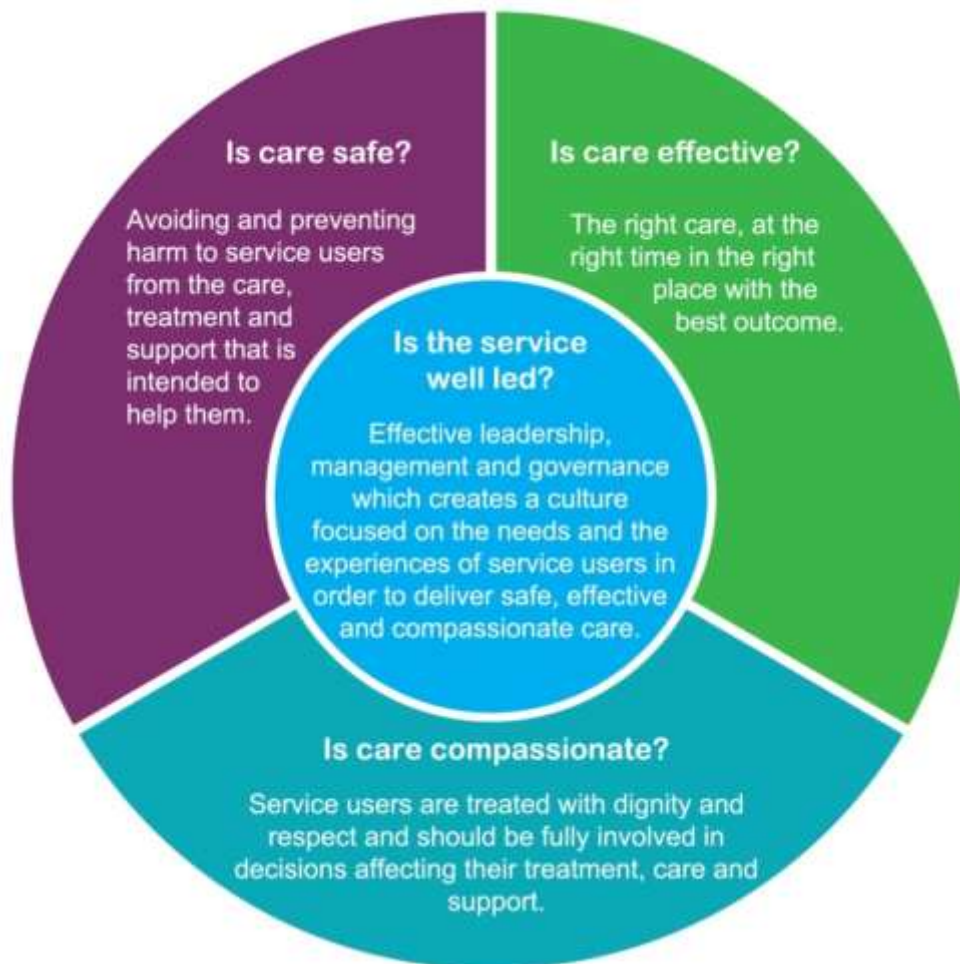 Is care safe?
Avoiding and preventing
harm to service users
from the care,
treatment and
support that is
intended to
help them.
Is care effective?
The right care, at the
right time in the right
place with the
best outcome.
Is the service
well led?
Effective leadership,
management and governance
which creates a culture
focused on the needs and the
experiences of service users in
order to deliver safe, effective
and compassionate care.
Is care compassionate?
Service users are treated with dignity and
respect and should be fully involved in
decisions affecting their treatment, care and
support.